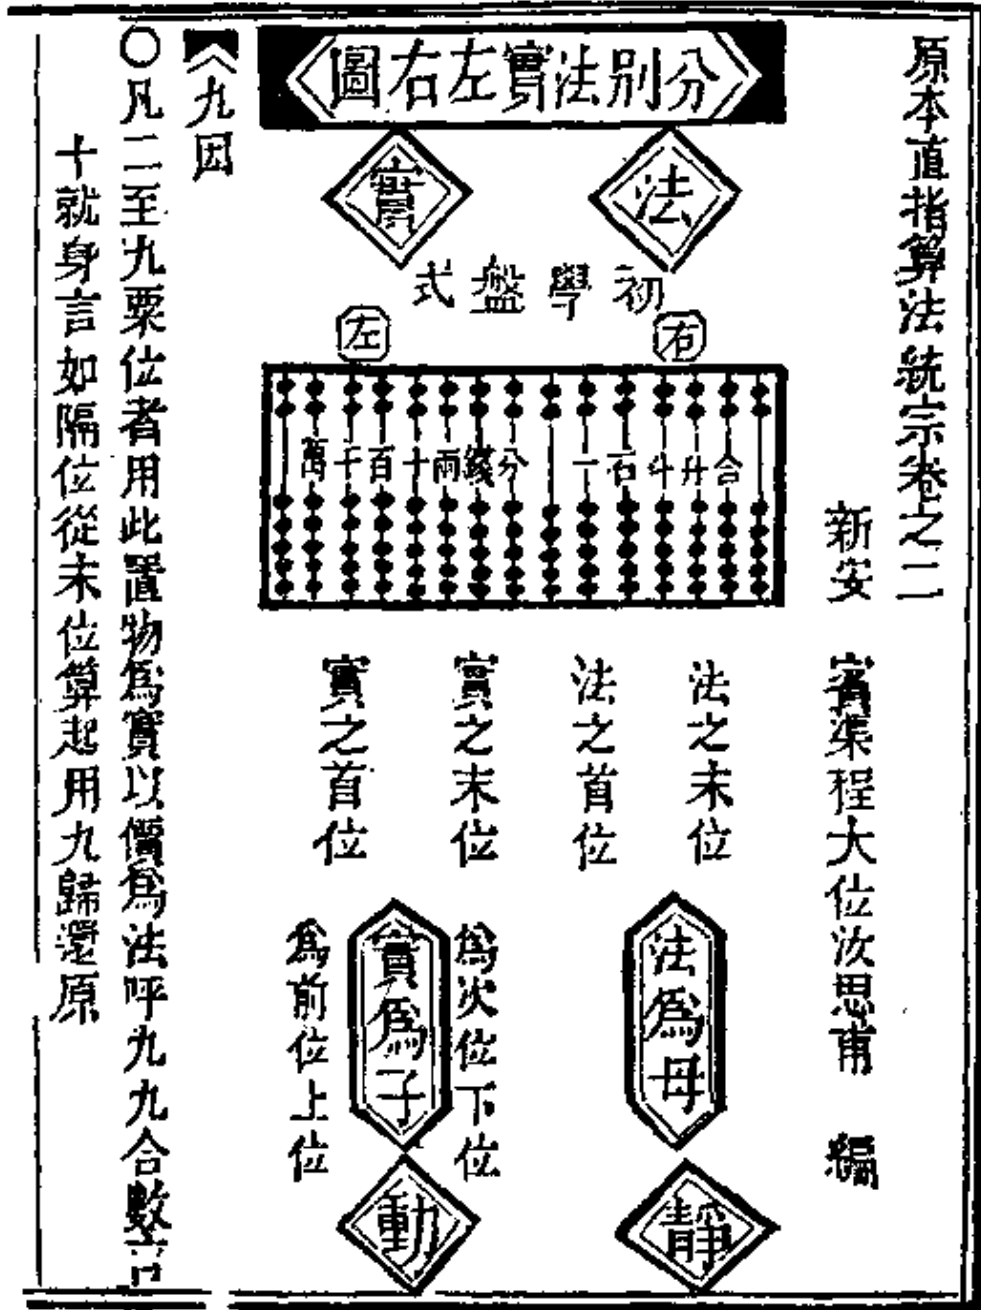 原本直指算法統宗卷之二
新安 賓渠程大位汝思甫 編
分別法實左右圖
法
實
初學盤式
右
左
合升斗石一
分錢兩十百千萬
法之末位
法之首位
實之末位
實之首位
法為母
靜
為次位下位
實為子
動
為前位上位
九因
〇凡二至九粟位者用此置物為實以價為法呼九九合數言
十就身言如隔位從末位算起用九歸還原